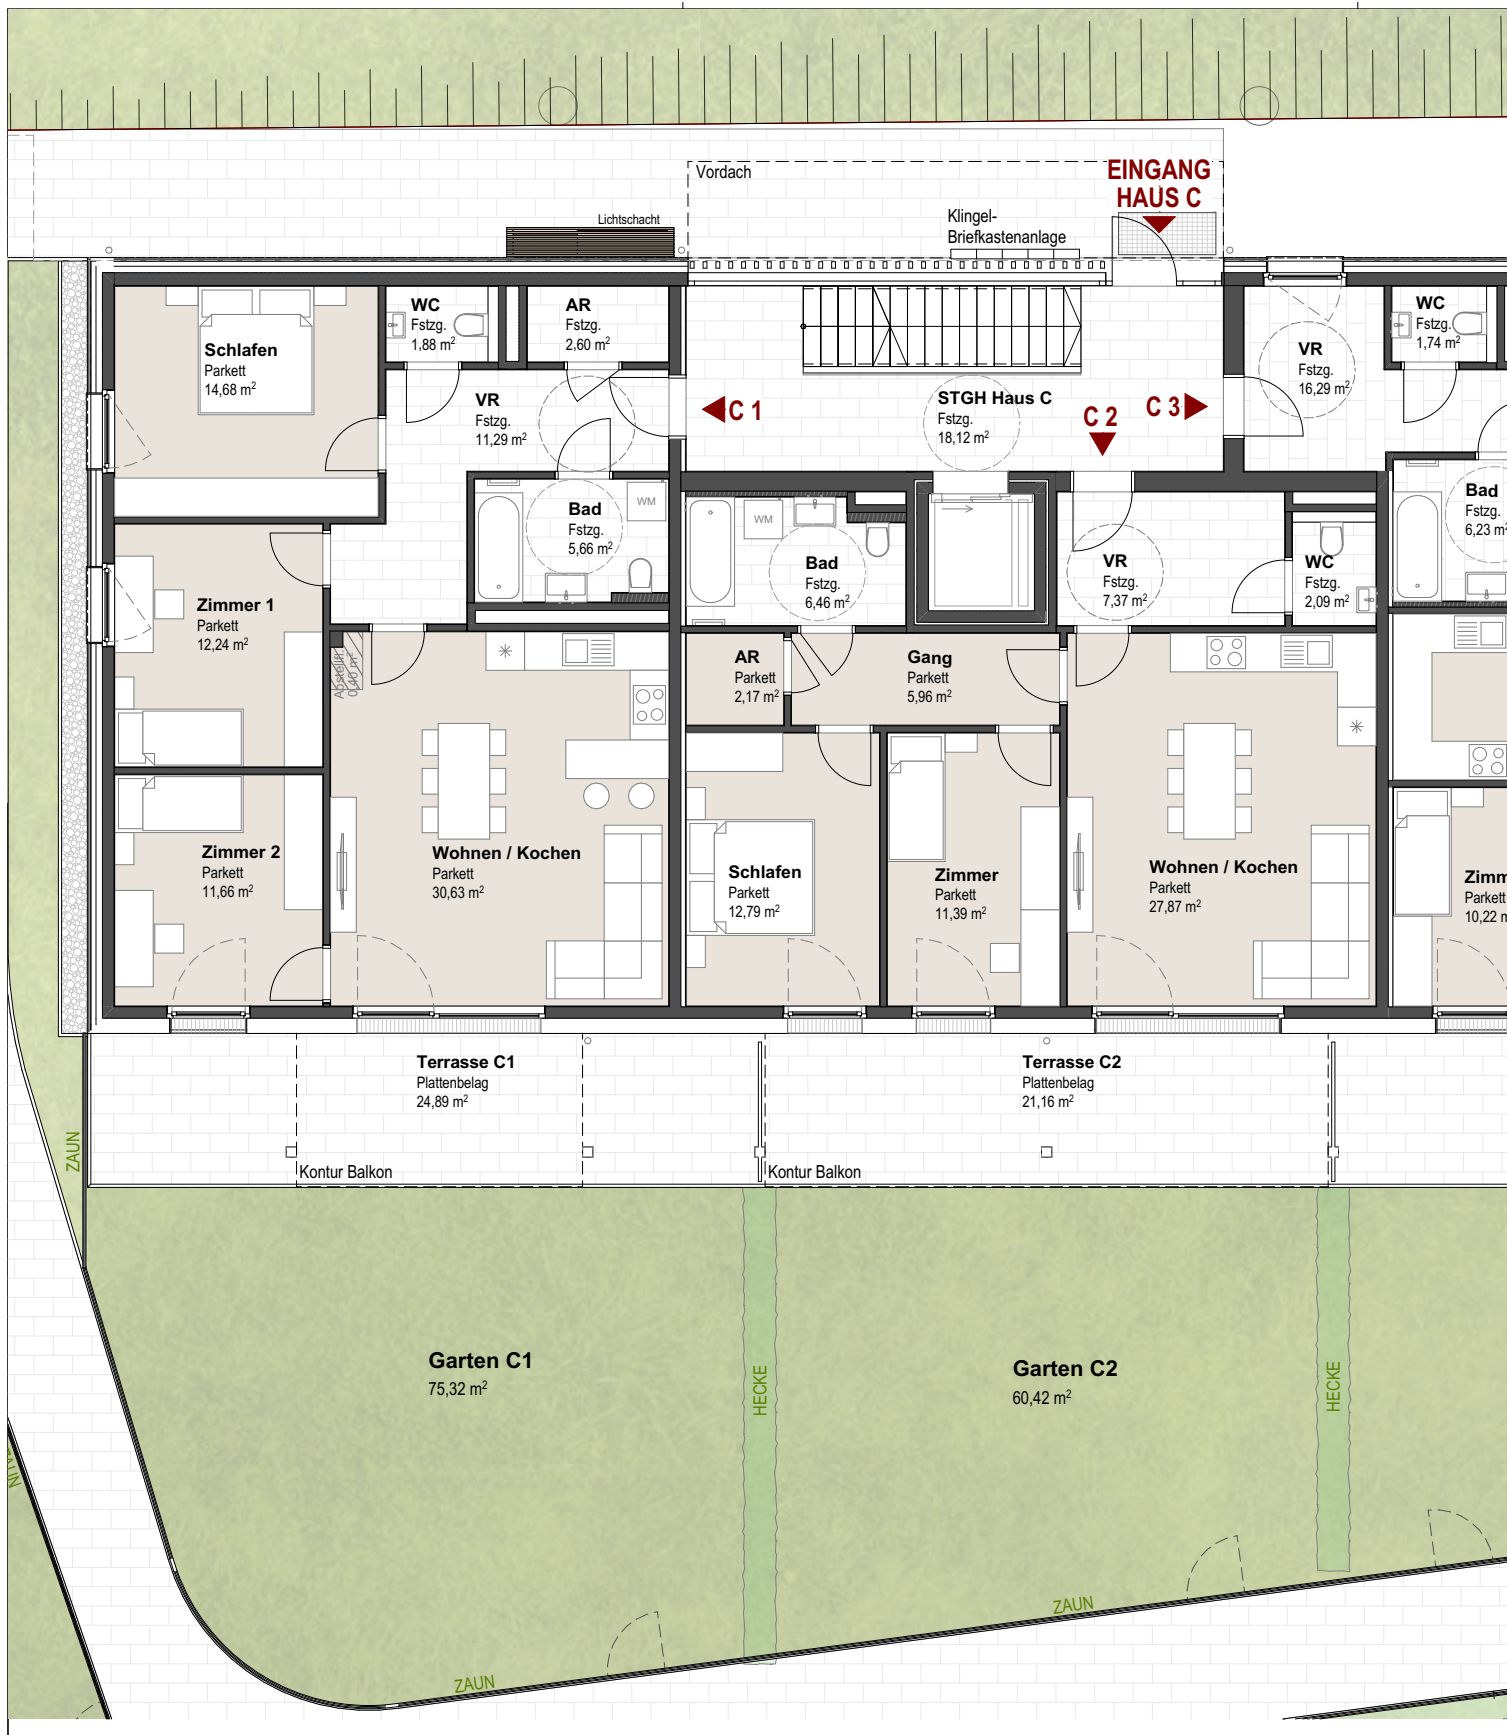 Vordach
EINGANG
HAUS C
Lichtschacht
Klingel-
Briefkastenanlage
Schlafen
Parkett
14,68 m²
WC
Fstzg.
1,88 m²
AR
Fstzg.
2,60 m²
VR
Fstzg.
11,29 m²
C 1
STGH Haus C
Fstzg.
18,12 m²
C 2
C 3
VR
Fstzg.
16,29 m²
WC
Fstzg.
1,74 m²
Bad
Fstzg.
5,66 m²
WM
WM
Bad
Fstzg.
6,46 m²
VR
Fstzg.
7,37 m²
WC
Fstzg.
2,09 m²
Bad
Fstzg.
6,23 m²
Zimmer 1
Parkett
12,24 m²
Abstellfl.
0,40 m²
AR
Parkett
2,17 m²
Gang
Parkett
5,96 m²
Zimmer 2
Parkett
11,66 m²
Wohnen / Kochen
Parkett
30,63 m²
Schlafen
Parkett
12,79 m²
Zimmer
Parkett
11,39 m²
Wohnen / Kochen
Parkett
27,87 m²
Zimm
Parkett
10,22 m
Terrasse C1
Plattenbelag
24,89 m²
Terrasse C2
Plattenbelag
21,16 m²
ZAUN
Kontur Balkon
Kontur Balkon
Garten C1
75,32 m²
HECKE
Garten C2
60,42 m²
HECKE
ZAUN
ZAUN
ZAUN